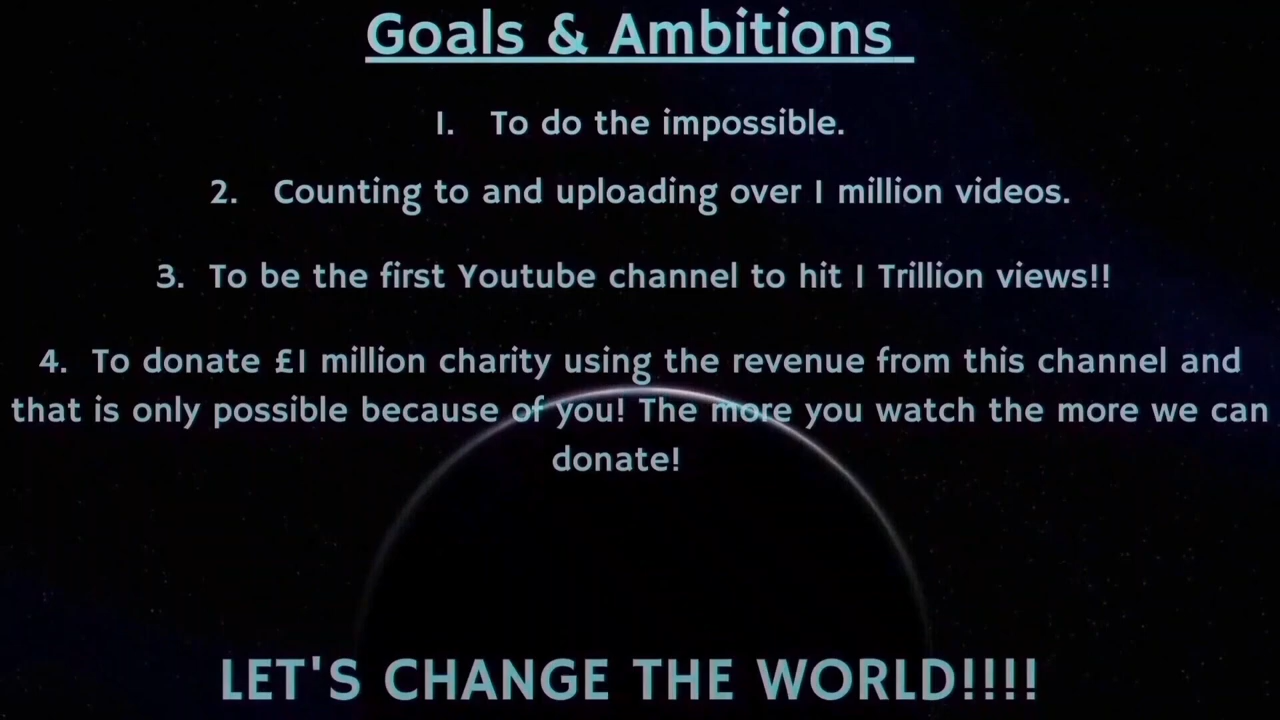 Goals & Ambitions
1. To do the impossible.
2. Counting to and uploading over 1 million videos.
3. To be the first Youtube channel to hit 1 Trillion views!!
4. To donate £1 million charity using the revenue from this channel and
that is only possible because of you! The more you watch the more we can
donate!
LET'S CHANGE THE WORLD!!!!